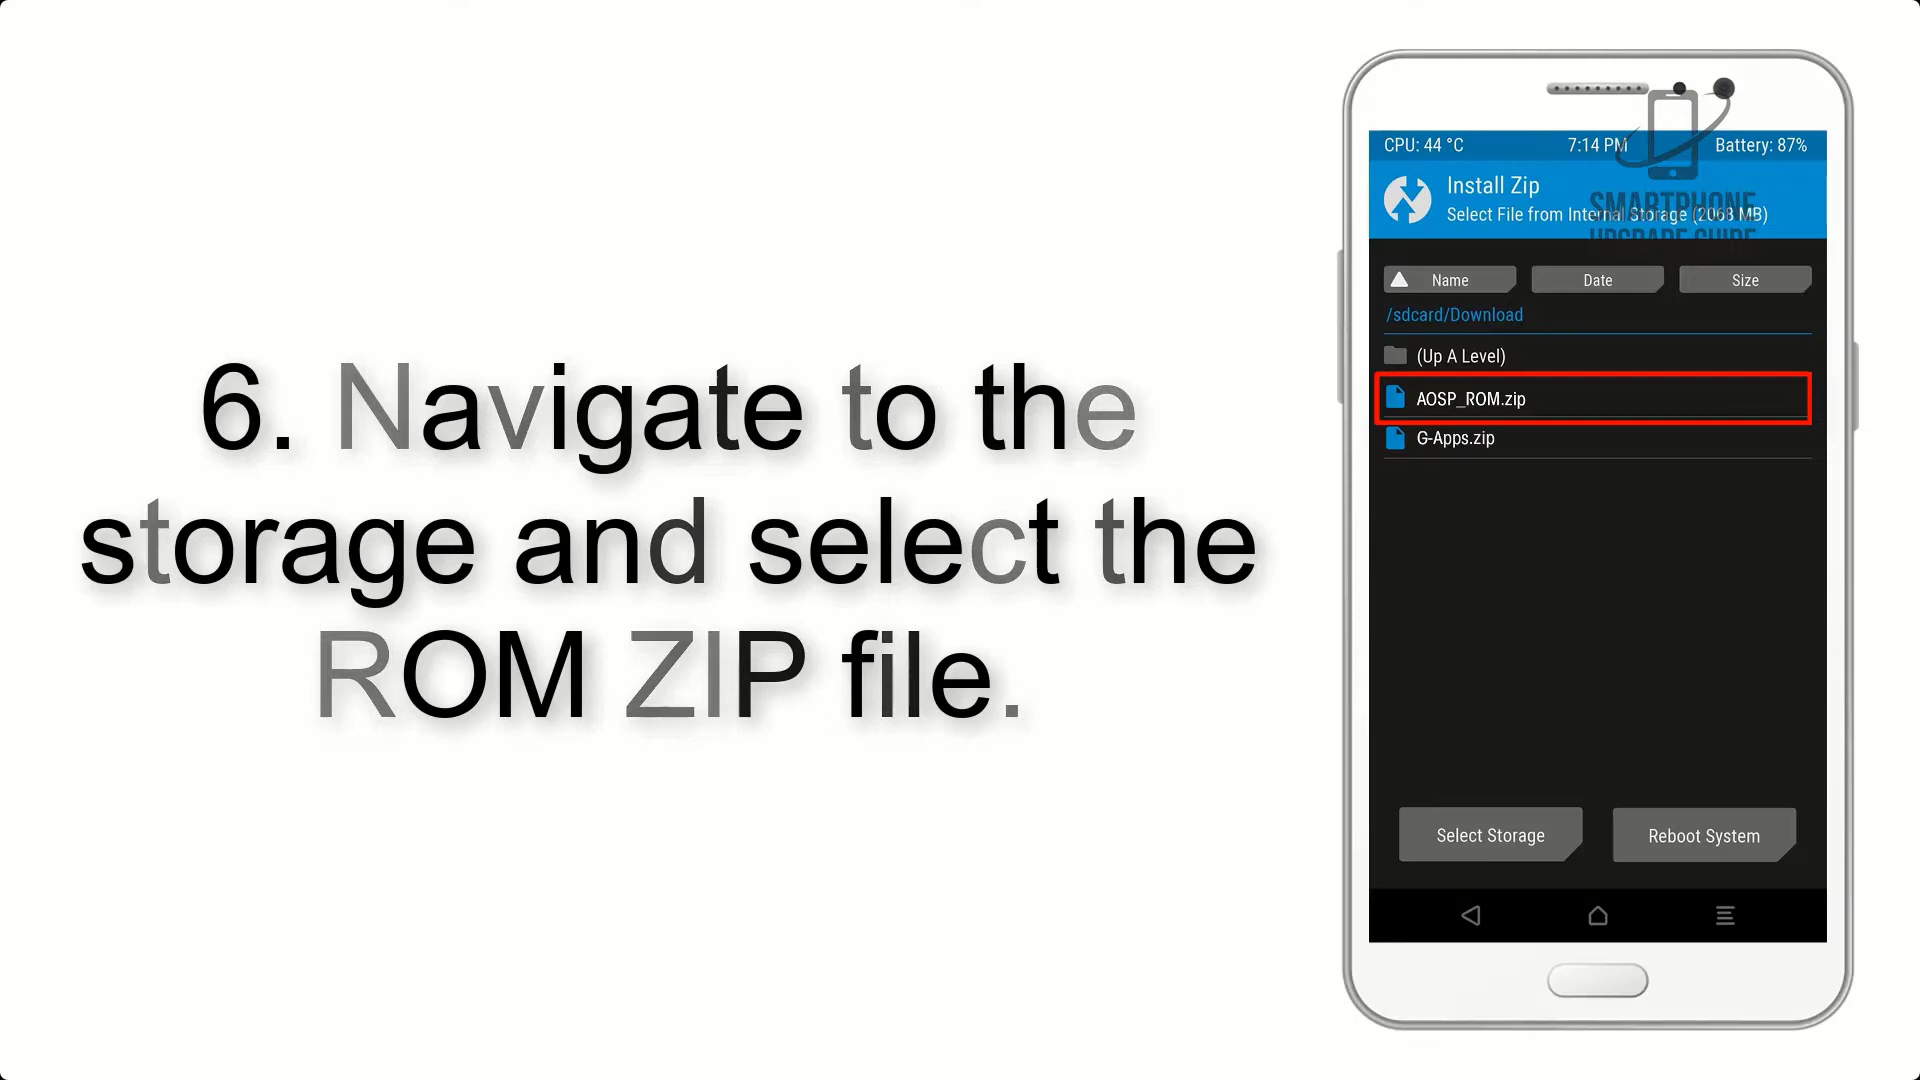 6. Navigate to the
storage and select the
ROM ZIP file.
CPU: 44 °C 7:14 PM Battery: 87%
Install Zip
Select File from Internal Storage (2068 MB)
SMARTPHONE
UPGRADE GUIDE
Name Date Size
/sdcard/Download
(Up A Level)
AOSP_ROM.zip
G-Apps.zip
Select Storage Reboot System